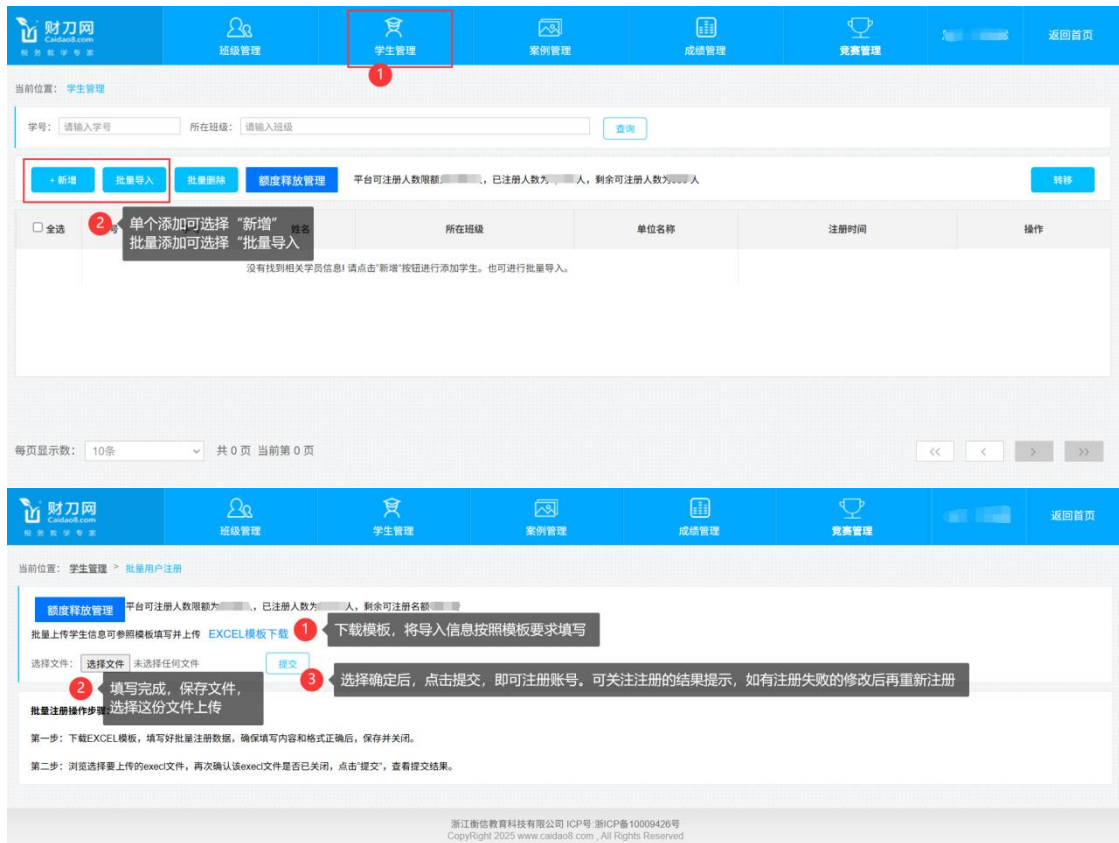 财刀网
Caidao8.com
税务教学专家
班级管理
学生管理
案例管理
成绩管理
竞赛管理
返回首页
1
当前位置： 学生管理
学号： 请输入学号 所在班级： 请输入班级 查询
+ 新增 批量导入 批量删除 额度释放管理 平台可注册人数限额 ，已注册人数为 人，剩余可注册人数为 人 转移
全选 号 姓名 所在班级 单位名称 注册时间 操作
2 单个添加可选择“新增”
批量添加可选择“批量导入
没有找到相关学员信息! 请点击"新增"按钮进行添加学生。也可进行批量导入。
每页显示数： 10条 共 0 页 当前第 0 页 << < > >>
财刀网
Caidao8.com
税务教学专家
班级管理
学生管理
案例管理
成绩管理
竞赛管理
返回首页
当前位置： 学生管理 > 批量用户注册
额度释放管理 平台可注册人数限额为 ，已注册人数为 人，剩余可注册名额
批量上传学生信息可参照模板填写并上传 EXCEL模板下载 1 下载模板，将导入信息按照模板要求填写
选择文件： 选择文件 未选择任何文件 提交
3 选择确定后，点击提交，即可注册账号。可关注注册的结果提示，如有注册失败的修改后再重新注册
2 填写完成，保存文件，
选择这份文件上传
批量注册操作步骤
第一步：下载EXCEL模板，填写好批量注册数据，确保填写内容和格式正确后，保存并关闭。
第二步：浏览选择要上传的execl文件，再次确认该execl文件是否已关闭，点击"提交"，查看提交结果。
浙江衡信教育科技有限公司 ICP号:浙ICP备10009426号
CopyRight 2025 www.caidao8.com , All Rights Reserved